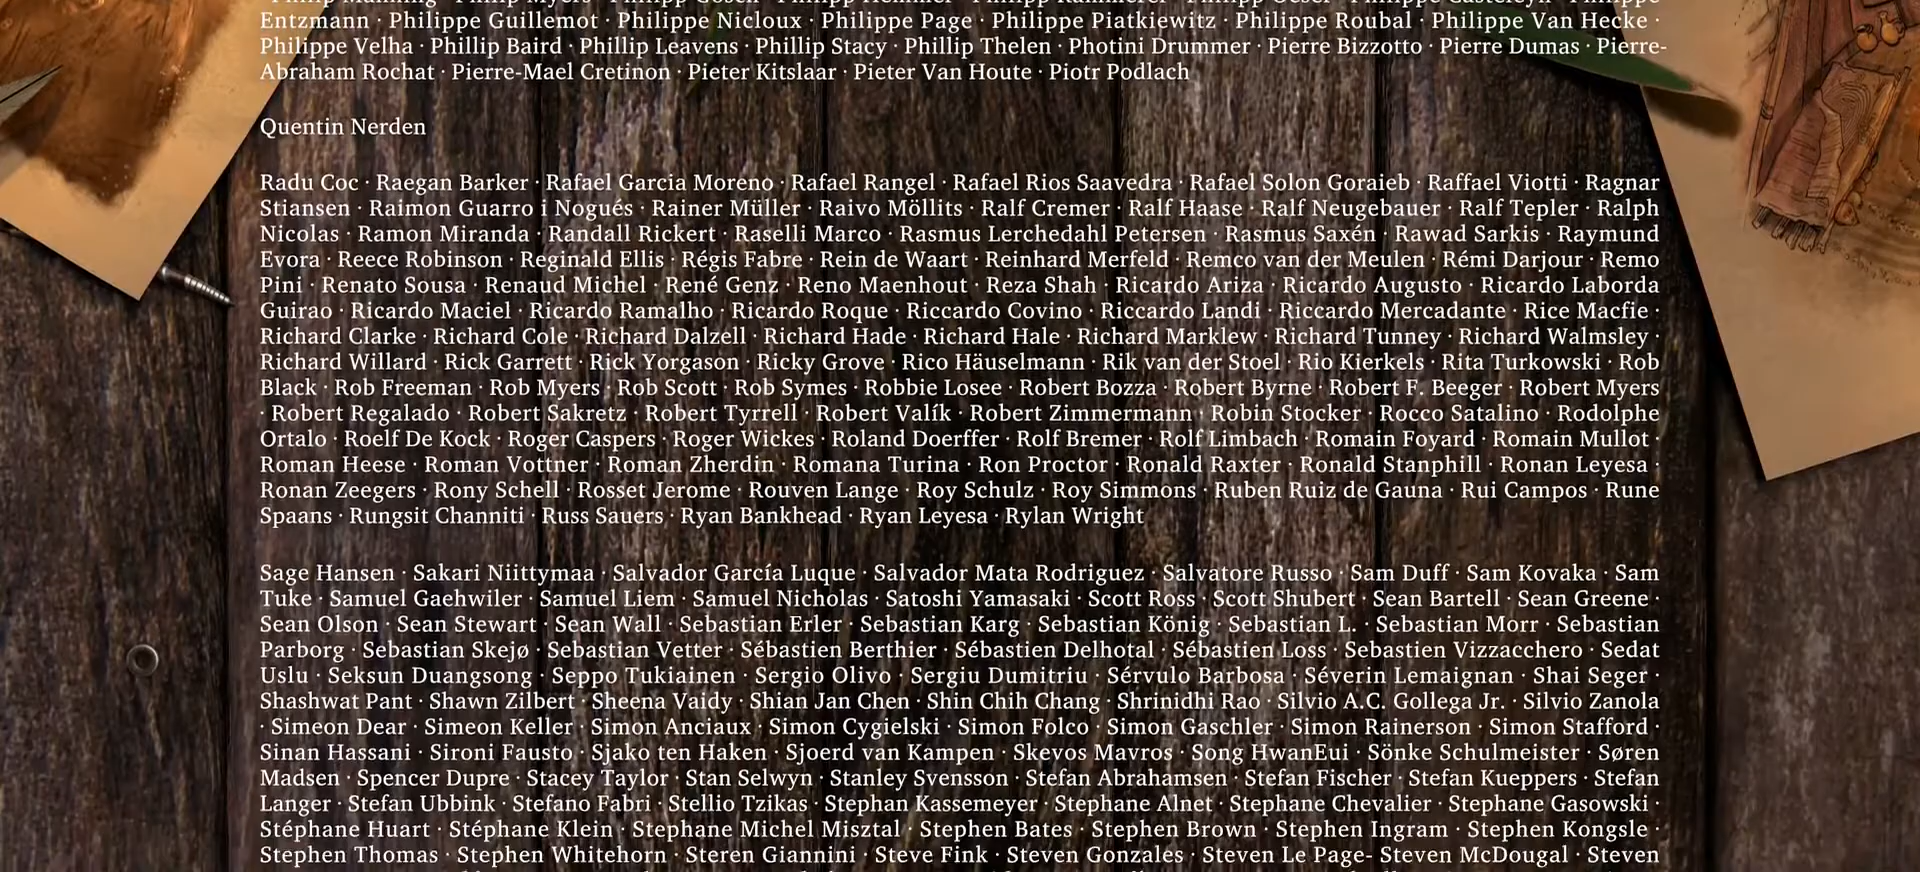 Entzmann · Philippe Guillemot · Philippe Nicloux · Philippe Page · Philippe Piatkiewitz · Philippe Roubal · Philippe Van Hecke ·
Philippe Velha · Phillip Baird · Phillip Leavens · Phillip Stacy · Phillip Thelen · Photini Drummer · Pierre Bizzotto · Pierre Dumas · Pierre-
Abraham Rochat · Pierre-Mael Cretinon · Pieter Kitslaar · Pieter Van Houte · Piotr Podlach
Quentin Nerden
Radu Coc · Raegan Barker · Rafael Garcia Moreno · Rafael Rangel · Rafael Rios Saavedra · Rafael Solon Goraieb · Raffael Viotti · Ragnar
Stiansen · Raimon Guarro i Nogués · Rainer Müller · Raivo Möllits · Ralf Cremer · Ralf Haase · Ralf Neugebauer · Ralf Tepler · Ralph
Nicolas · Ramon Miranda · Randall Rickert · Raselli Marco · Rasmus Lerchedahl Petersen · Rasmus Saxén · Rawad Sarkis · Raymund
Evora · Reece Robinson · Reginald Ellis · Régis Fabre · Rein de Waart · Reinhard Merfeld · Remco van der Meulen · Rémi Darjour · Remo
Pini · Renato Sousa · Renaud Michel · René Genz · Reno Maenhout · Reza Shah · Ricardo Ariza · Ricardo Augusto · Ricardo Laborda
Guirao · Ricardo Maciel · Ricardo Ramalho · Ricardo Roque · Riccardo Covino · Riccardo Landi · Riccardo Mercadante · Rice Macfie ·
Richard Clarke · Richard Cole · Richard Dalzell · Richard Hade · Richard Hale · Richard Marklew · Richard Tunney · Richard Walmsley ·
Richard Willard · Rick Garrett · Rick Yorgason · Ricky Grove · Rico Häuselmann · Rik van der Stoel · Rio Kierkels · Rita Turkowski · Rob
Black · Rob Freeman · Rob Myers · Rob Scott · Rob Symes · Robbie Losee · Robert Bozza · Robert Byrne · Robert F. Beeger · Robert Myers
· Robert Regalado · Robert Sakretz · Robert Tyrrell · Robert Valík · Robert Zimmermann · Robin Stocker · Rocco Satalino · Rodolphe
Ortalo · Roelf De Kock · Roger Caspers · Roger Wickes · Roland Doerffer · Rolf Bremer · Rolf Limbach · Romain Foyard · Romain Mullot ·
Roman Heese · Roman Vottner · Roman Zherdin · Romana Turina · Ron Proctor · Ronald Raxter · Ronald Stanphill · Ronan Leyesa ·
Ronan Zeegers · Rony Schell · Rosset Jerome · Rouven Lange · Roy Schulz · Roy Simmons · Ruben Ruiz de Gauna · Rui Campos · Rune
Spaans · Rungsit Channiti · Russ Sauers · Ryan Bankhead · Ryan Leyesa · Rylan Wright
Sage Hansen · Sakari Niittymaa · Salvador García Luque · Salvador Mata Rodriguez · Salvatore Russo · Sam Duff · Sam Kovaka · Sam
Tuke · Samuel Gaehwiler · Samuel Liem · Samuel Nicholas · Satoshi Yamasaki · Scott Ross · Scott Shubert · Sean Bartell · Sean Greene ·
Sean Olson · Sean Stewart · Sean Wall · Sebastian Erler · Sebastian Karg · Sebastian König · Sebastian L. · Sebastian Morr · Sebastian
Parborg · Sebastian Skejø · Sebastian Vetter · Sébastien Berthier · Sébastien Delhotal · Sébastien Loss · Sebastien Vizzacchero · Sedat
Uslu · Seksun Duangsong · Seppo Tukiainen · Sergio Olivo · Sergiu Dumitriu · Sérvulo Barbosa · Séverin Lemaignan · Shai Seger ·
Shashwat Pant · Shawn Zilbert · Sheena Vaidy · Shian Jan Chen · Shin Chih Chang · Shrinidhi Rao · Silvio A.C. Gollega Jr. · Silvio Zanola
· Simeon Dear · Simeon Keller · Simon Anciaux · Simon Cygielski · Simon Folco · Simon Gaschler · Simon Rainerson · Simon Stafford ·
Sinan Hassani · Sironi Fausto · Sjako ten Haken · Sjoerd van Kampen · Skevos Mavros · Song HwanEui · Sönke Schulmeister · Søren
Madsen · Spencer Dupre · Stacey Taylor · Stan Selwyn · Stanley Svensson · Stefan Abrahamsen · Stefan Fischer · Stefan Kueppers · Stefan
Langer · Stefan Ubbink · Stefano Fabri · Stellio Tzikas · Stephan Kassemeyer · Stephane Alnet · Stephane Chevalier · Stephane Gasowski ·
Stéphane Huart · Stéphane Klein · Stephane Michel Misztal · Stephen Bates · Stephen Brown · Stephen Ingram · Stephen Kongsle ·
Stephen Thomas · Stephen Whitehorn · Steren Giannini · Steve Fink · Steven Gonzales · Steven Le Page- Steven McDougal · Steven